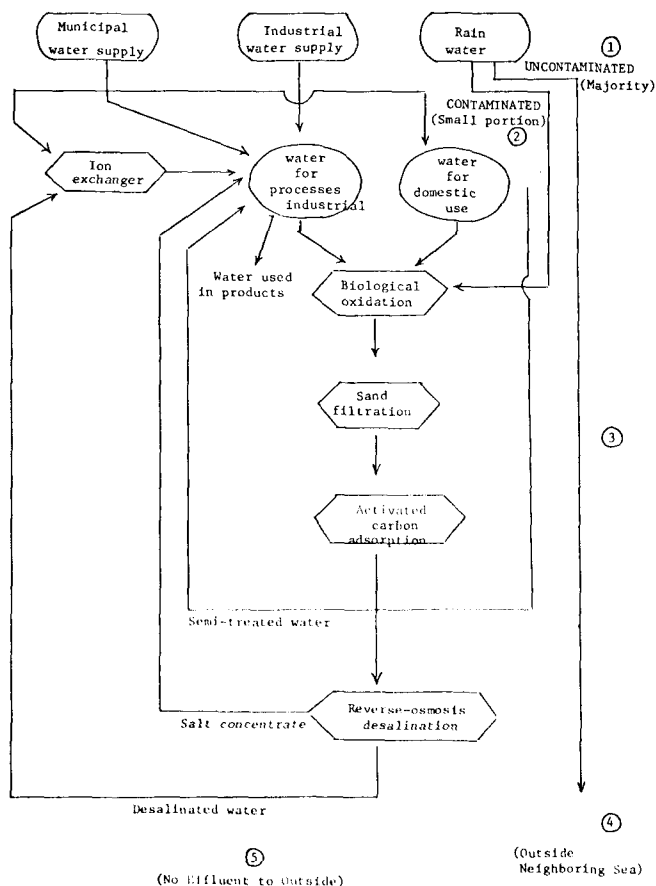 Municipal
water supply
Industrial
water supply
Rain
water
①
UNCONTAMINATED
(Majority)
CONTAMINATED
(Small portion)
②
Ion
exchanger
water
for
processes
industrial
water
for
domestic
use
Water used
in products
Biological
oxidation
Sand
filtration
③
Activated
carbon
adsorption
Semi-treated water
Reverse-osmosis
desalination
Salt concentrate
Desalinated water
④
(Outside
Neighboring Sea)
⑤
(No Effluent to Outside)